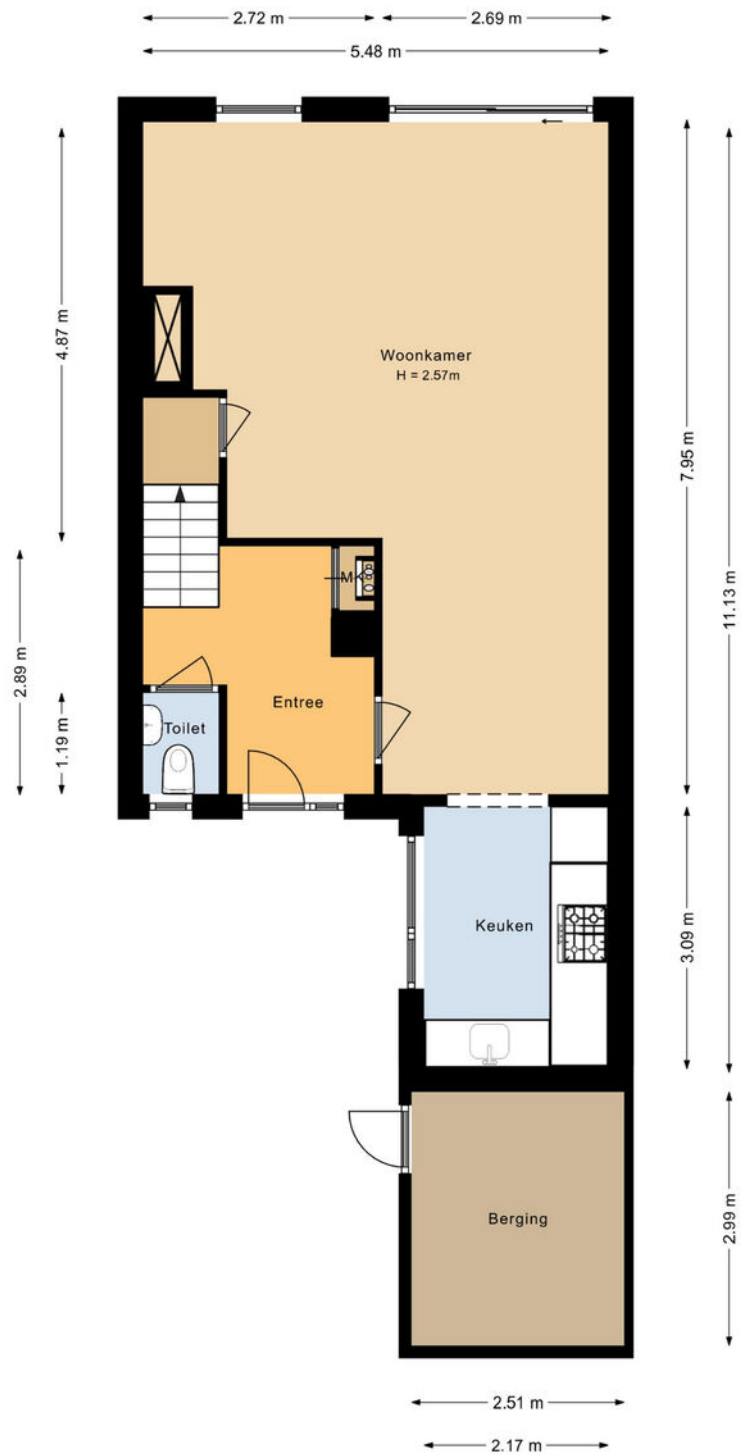 2.72 m
2.69 m
5.48 m
4.87 m
Woonkamer
H = 2.57m
7.95 m
11.13 m
M
2.89 m
Entree
1.19 m
Toilet
Keuken
3.09 m
Berging
2.99 m
2.51 m
2.17 m